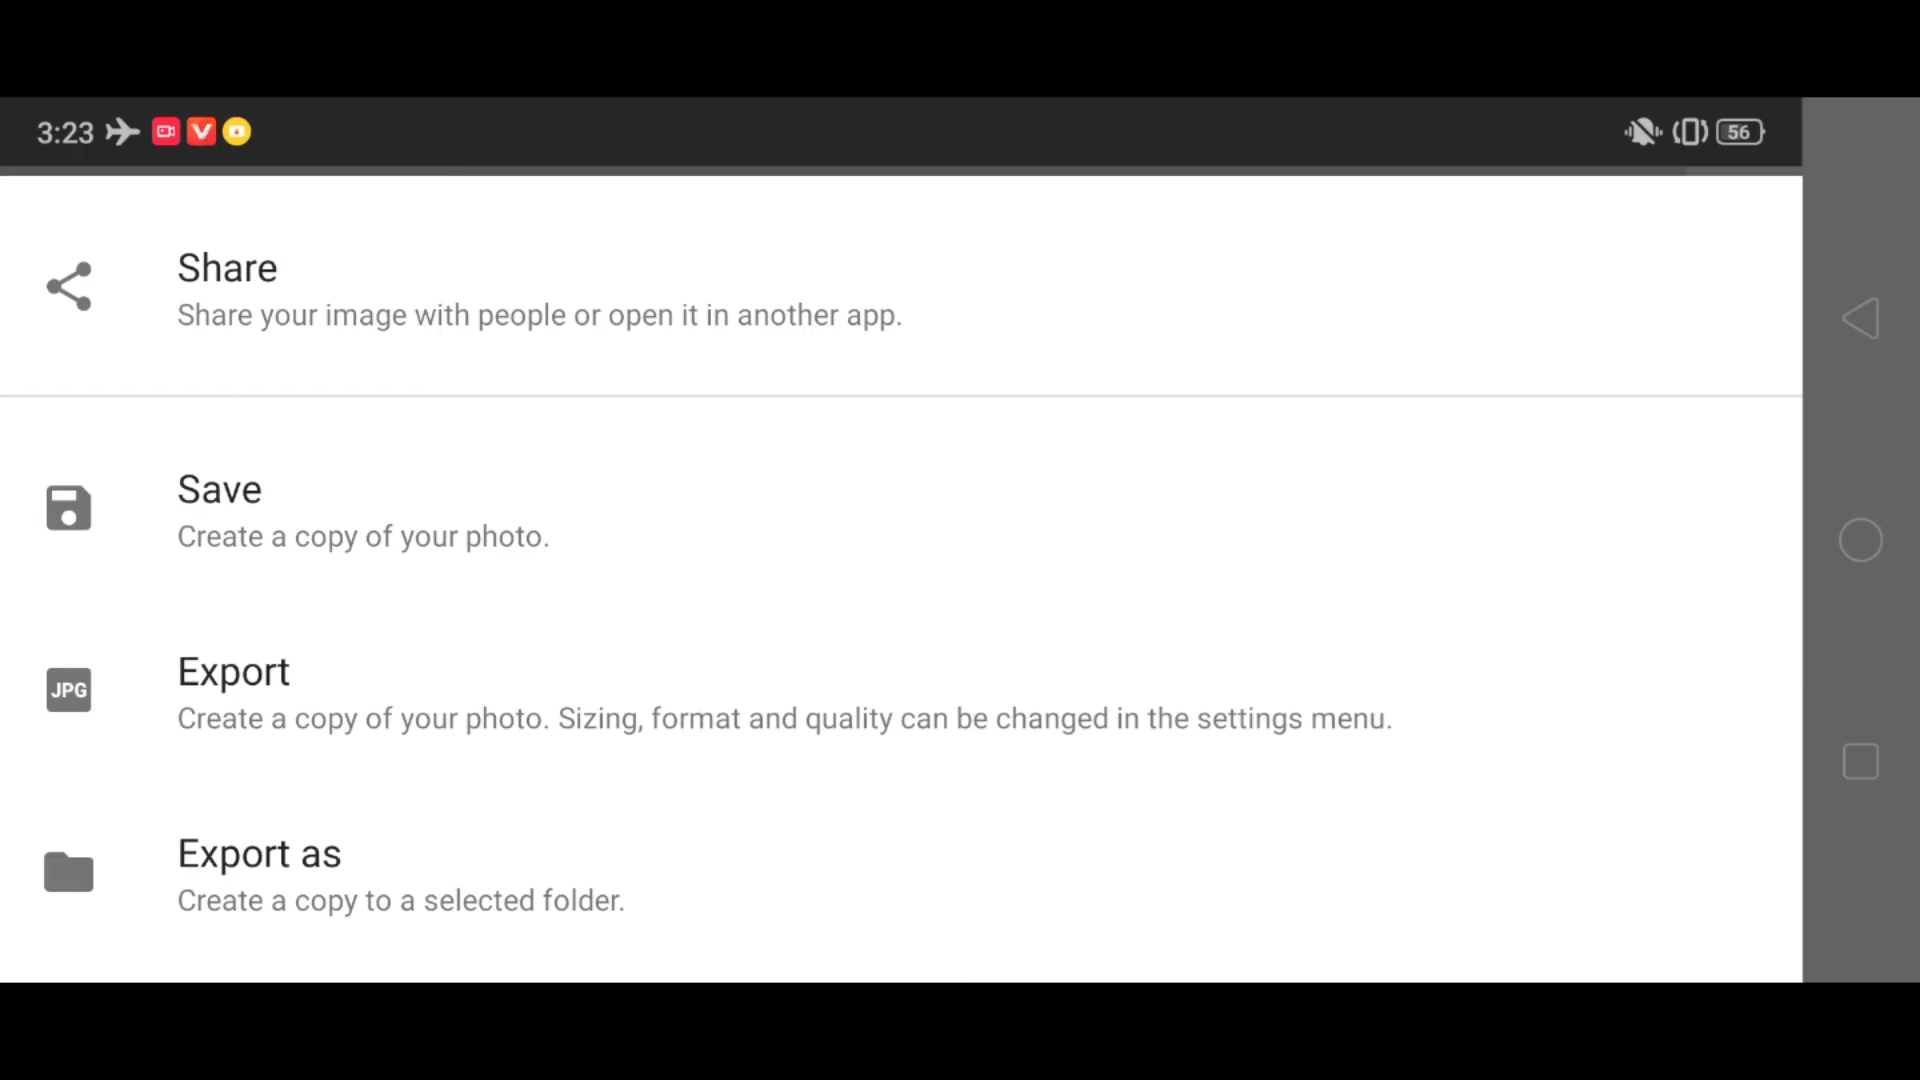 3:23
56
Share
Share your image with people or open it in another app.
Save
Create a copy of your photo.
JPG
Export
Create a copy of your photo. Sizing, format and quality can be changed in the settings menu.
Export as
Create a copy to a selected folder.